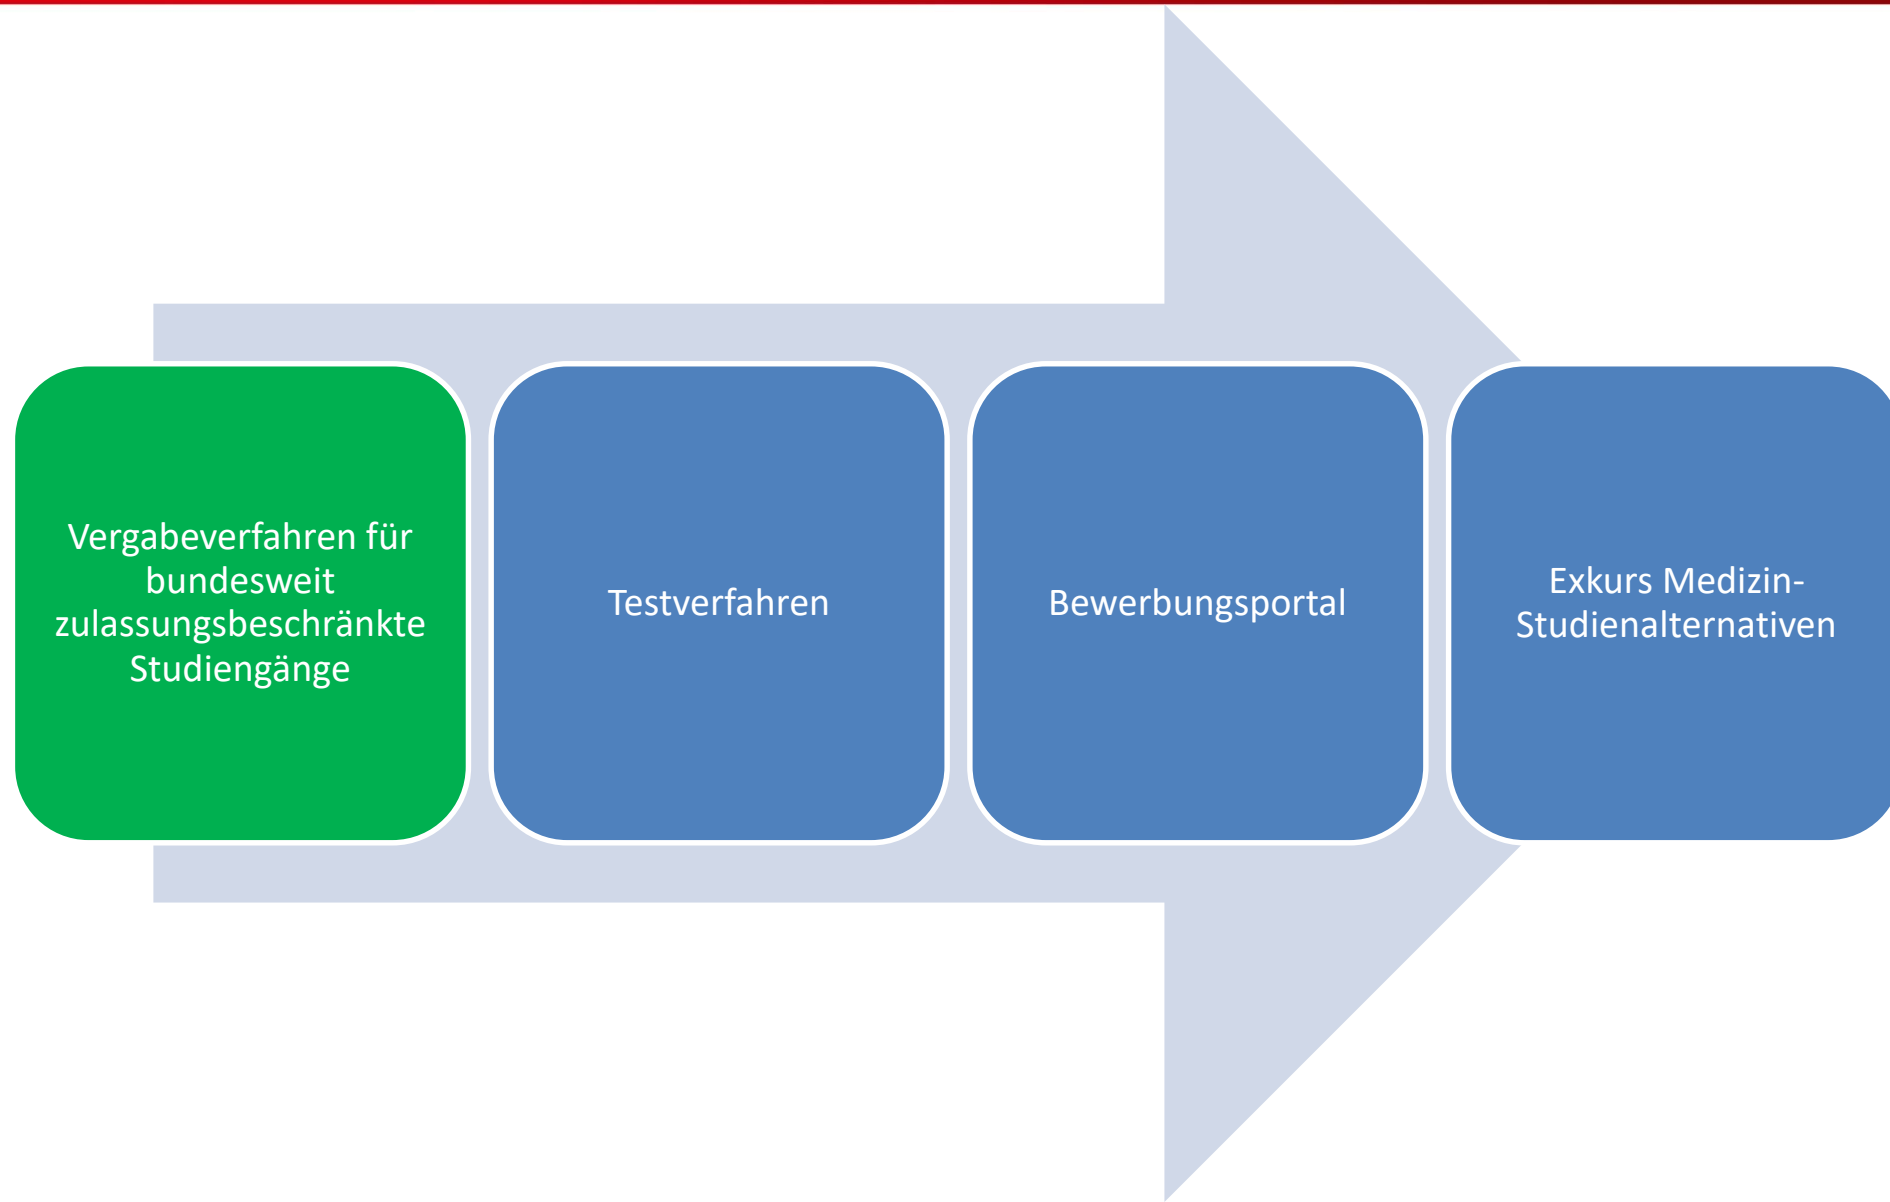 Vergabeverfahren für
bundesweit
zulassungsbeschränkte
Studiengänge
Testverfahren
Bewerbungsportal
Exkurs Medizin-
Studienalternativen